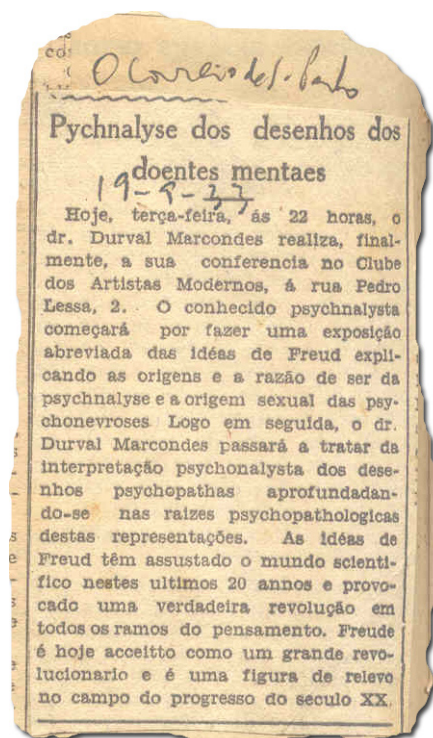 O Correio de S. Paulo
Pychnalyse dos desenhos dos
doentes mentaes
19-9-33
Hoje, terça-feira, ás 22 horas, o
dr. Durval Marcondes realiza, final-
mente, a sua conferencia no Clube
dos Artistas Modernos, á rua Pedro
Lessa, 2. O conhecido psychnalysta
começará por fazer uma exposição
abreviada das idéas de Freud expli-
cando as origens e a razão de ser da
psychnalyse e a origem sexual das psy-
chonevroses Logo em seguida, o dr.
Durval Marcondes passará a tratar da
interpretação psychonalysta dos dese-
nhos psychopathas aprofundadan-
do-se nas raizes psychopathologicas
destas representações. As idéas de
Freud têm assustado o mundo scienti-
fico nestes ultimos 20 annos e provo-
cado uma verdadeira revolução em
todos os ramos do pensamento. Freude
é hoje acceitto como um grande revo-
lucionario e é uma figura de relevo
no campo do progresso do seculo XX.